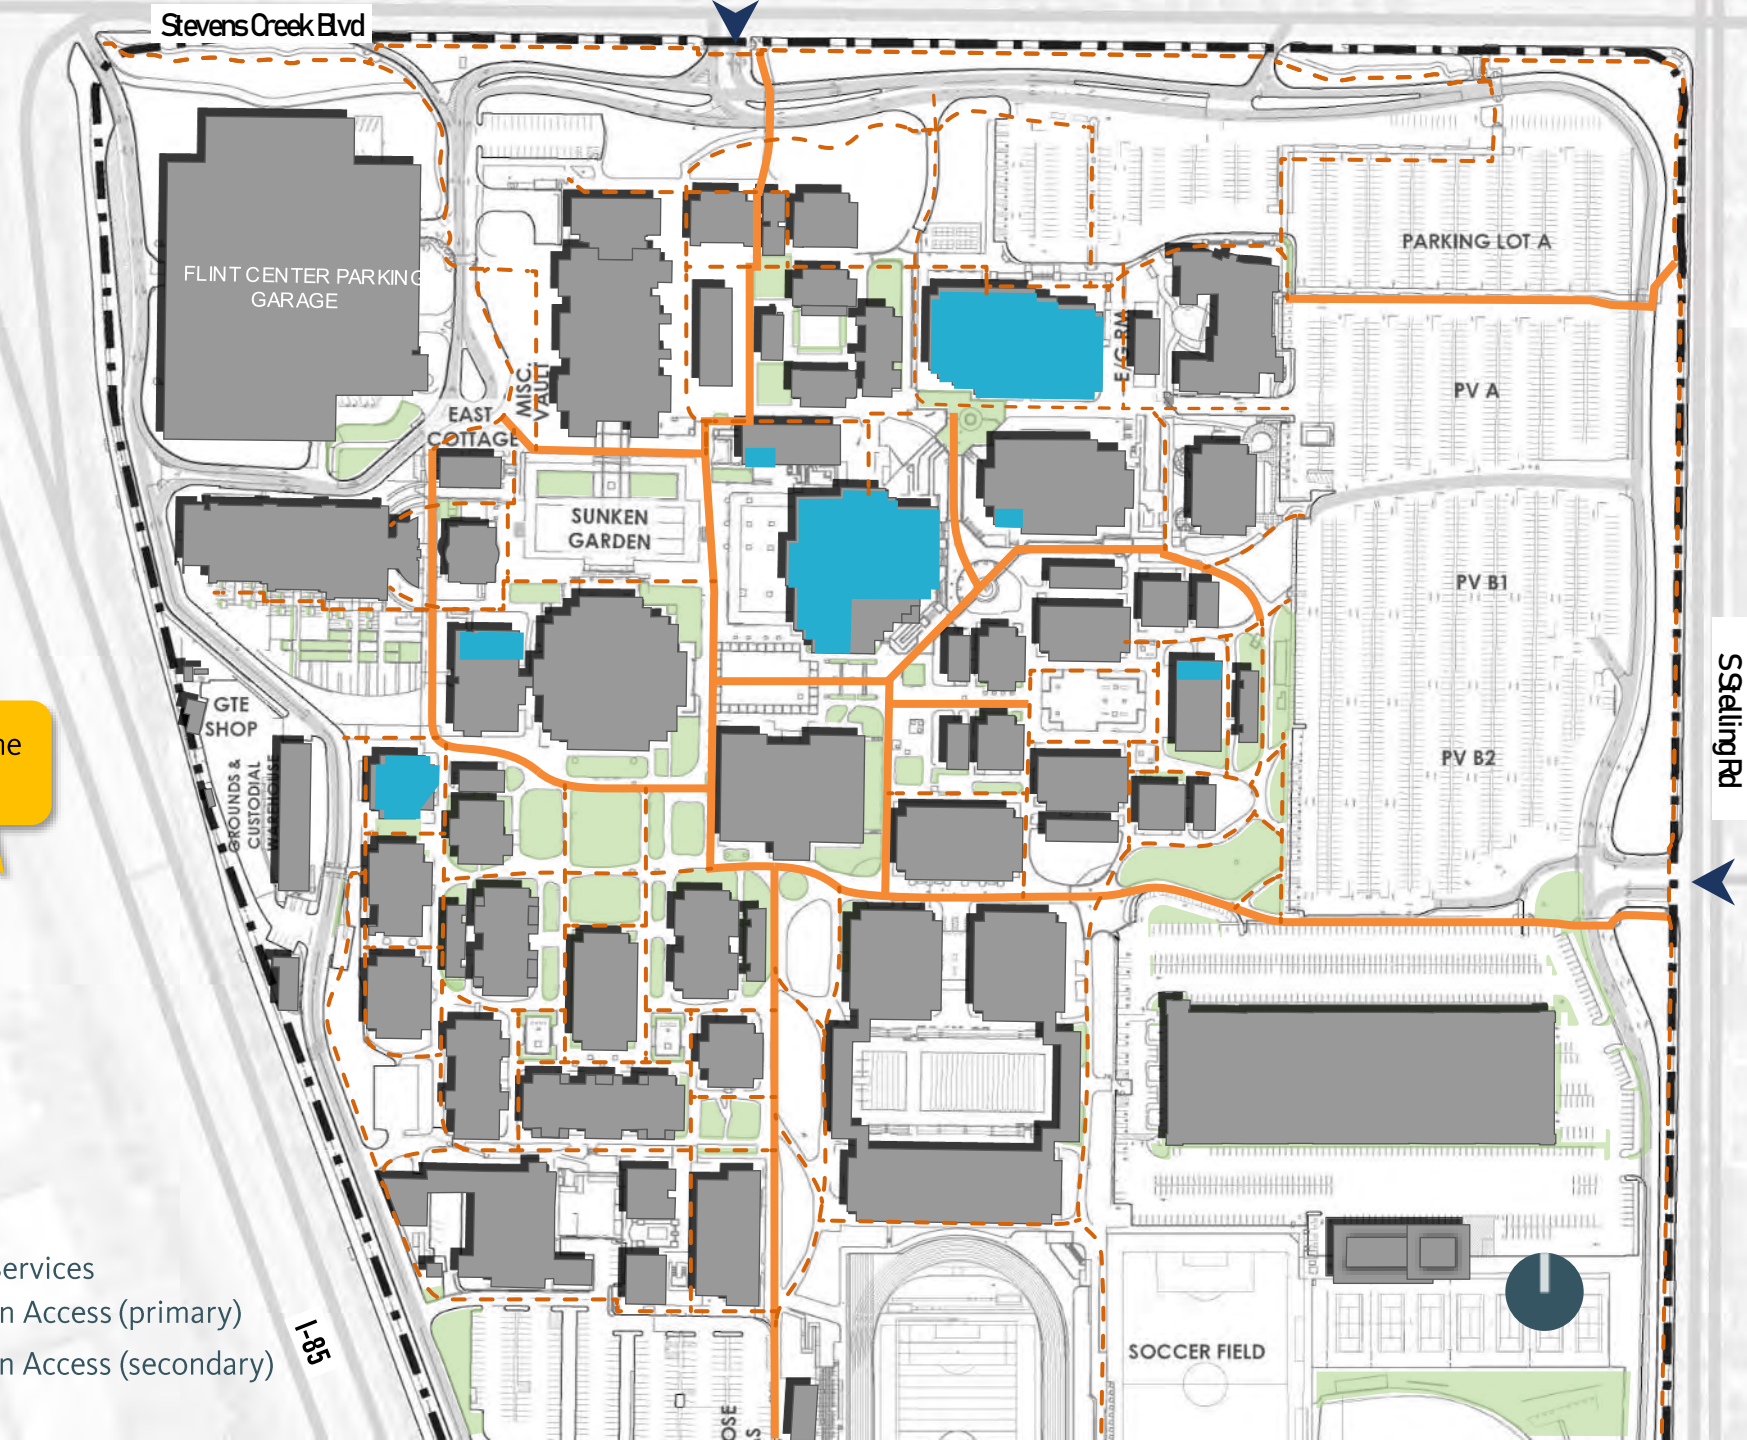 Stevens Creek Blvd
FLINT CENTER PARKING
GARAGE
PARKING LOT A
PV A
MISC.
VAULT
EAST
COTTAGE
SUNKEN
GARDEN
PV B1
S Stelling Rd
GTE
SHOP
PV B2
GROUNDS &
CUSTODIAL
WAREHOUSE
ervices
n Access (primary)
n Access (secondary)
I-85
SOCCER FIELD